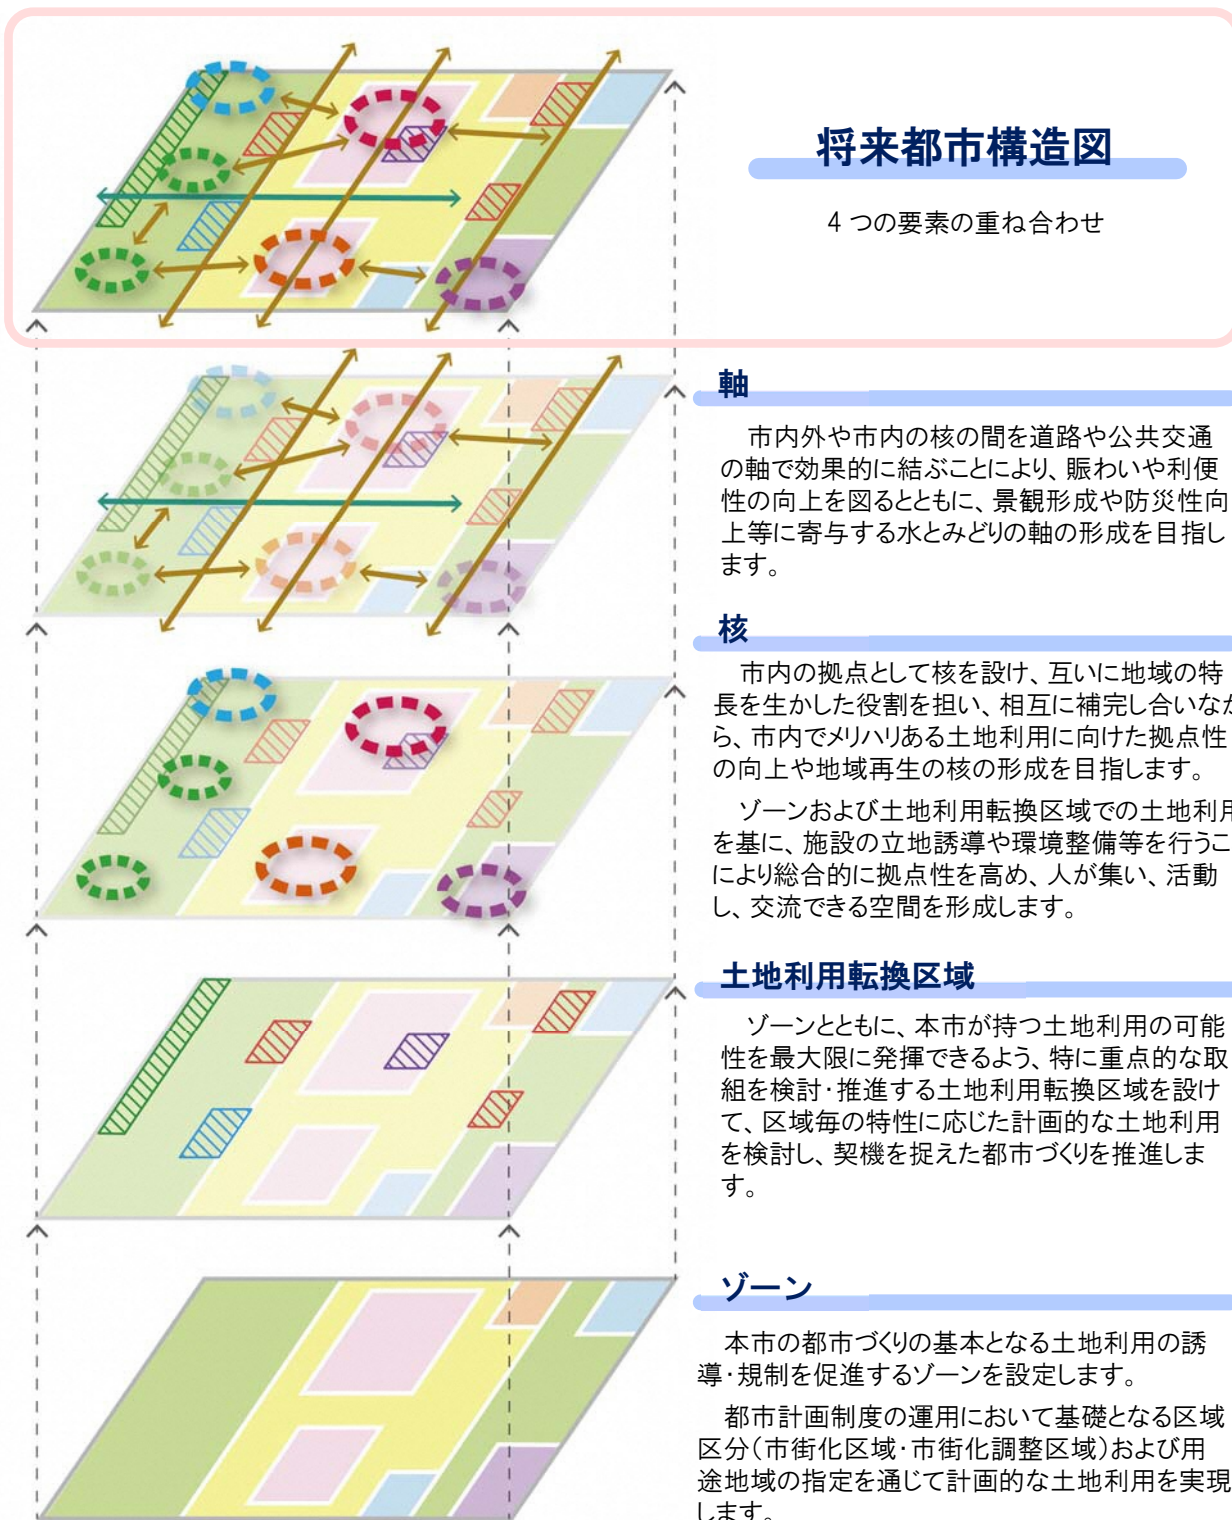 将来都市構造図
4つの要素の重ね合わせ
軸
市内外や市内の核の間を道路や公共交通
の軸で効果的に結ぶことにより、賑わいや利便
性の向上を図るとともに、景観形成や防災性向
上等に寄与する水とみどりの軸の形成を目指し
ます。
核
市内の拠点として核を設け、互いに地域の特
長を生かした役割を担い、相互に補完し合いなが
ら、市内でメリハリある土地利用に向けた拠点性
の向上や地域再生の核の形成を目指します。
ゾーンおよび土地利用転換区域での土地利用
を基に、施設の立地誘導や環境整備等を行うこ
により総合的に拠点性を高め、人が集い、活動
し、交流できる空間を形成します。
土地利用転換区域
ゾーンとともに、本市が持つ土地利用の可能
性を最大限に発揮できるよう、特に重点的な取
組を検討・推進する土地利用転換区域を設け
て、区域毎の特性に応じた計画的な土地利用
を検討し、契機を捉えた都市づくりを推進しま
す。
ゾーン
本市の都市づくりの基本となる土地利用の誘
導・規制を促進するゾーンを設定します。
都市計画制度の運用において基礎となる区域
区分（市街化区域・市街化調整区域）および用
途地域の指定を通じて計画的な土地利用を実現
します。